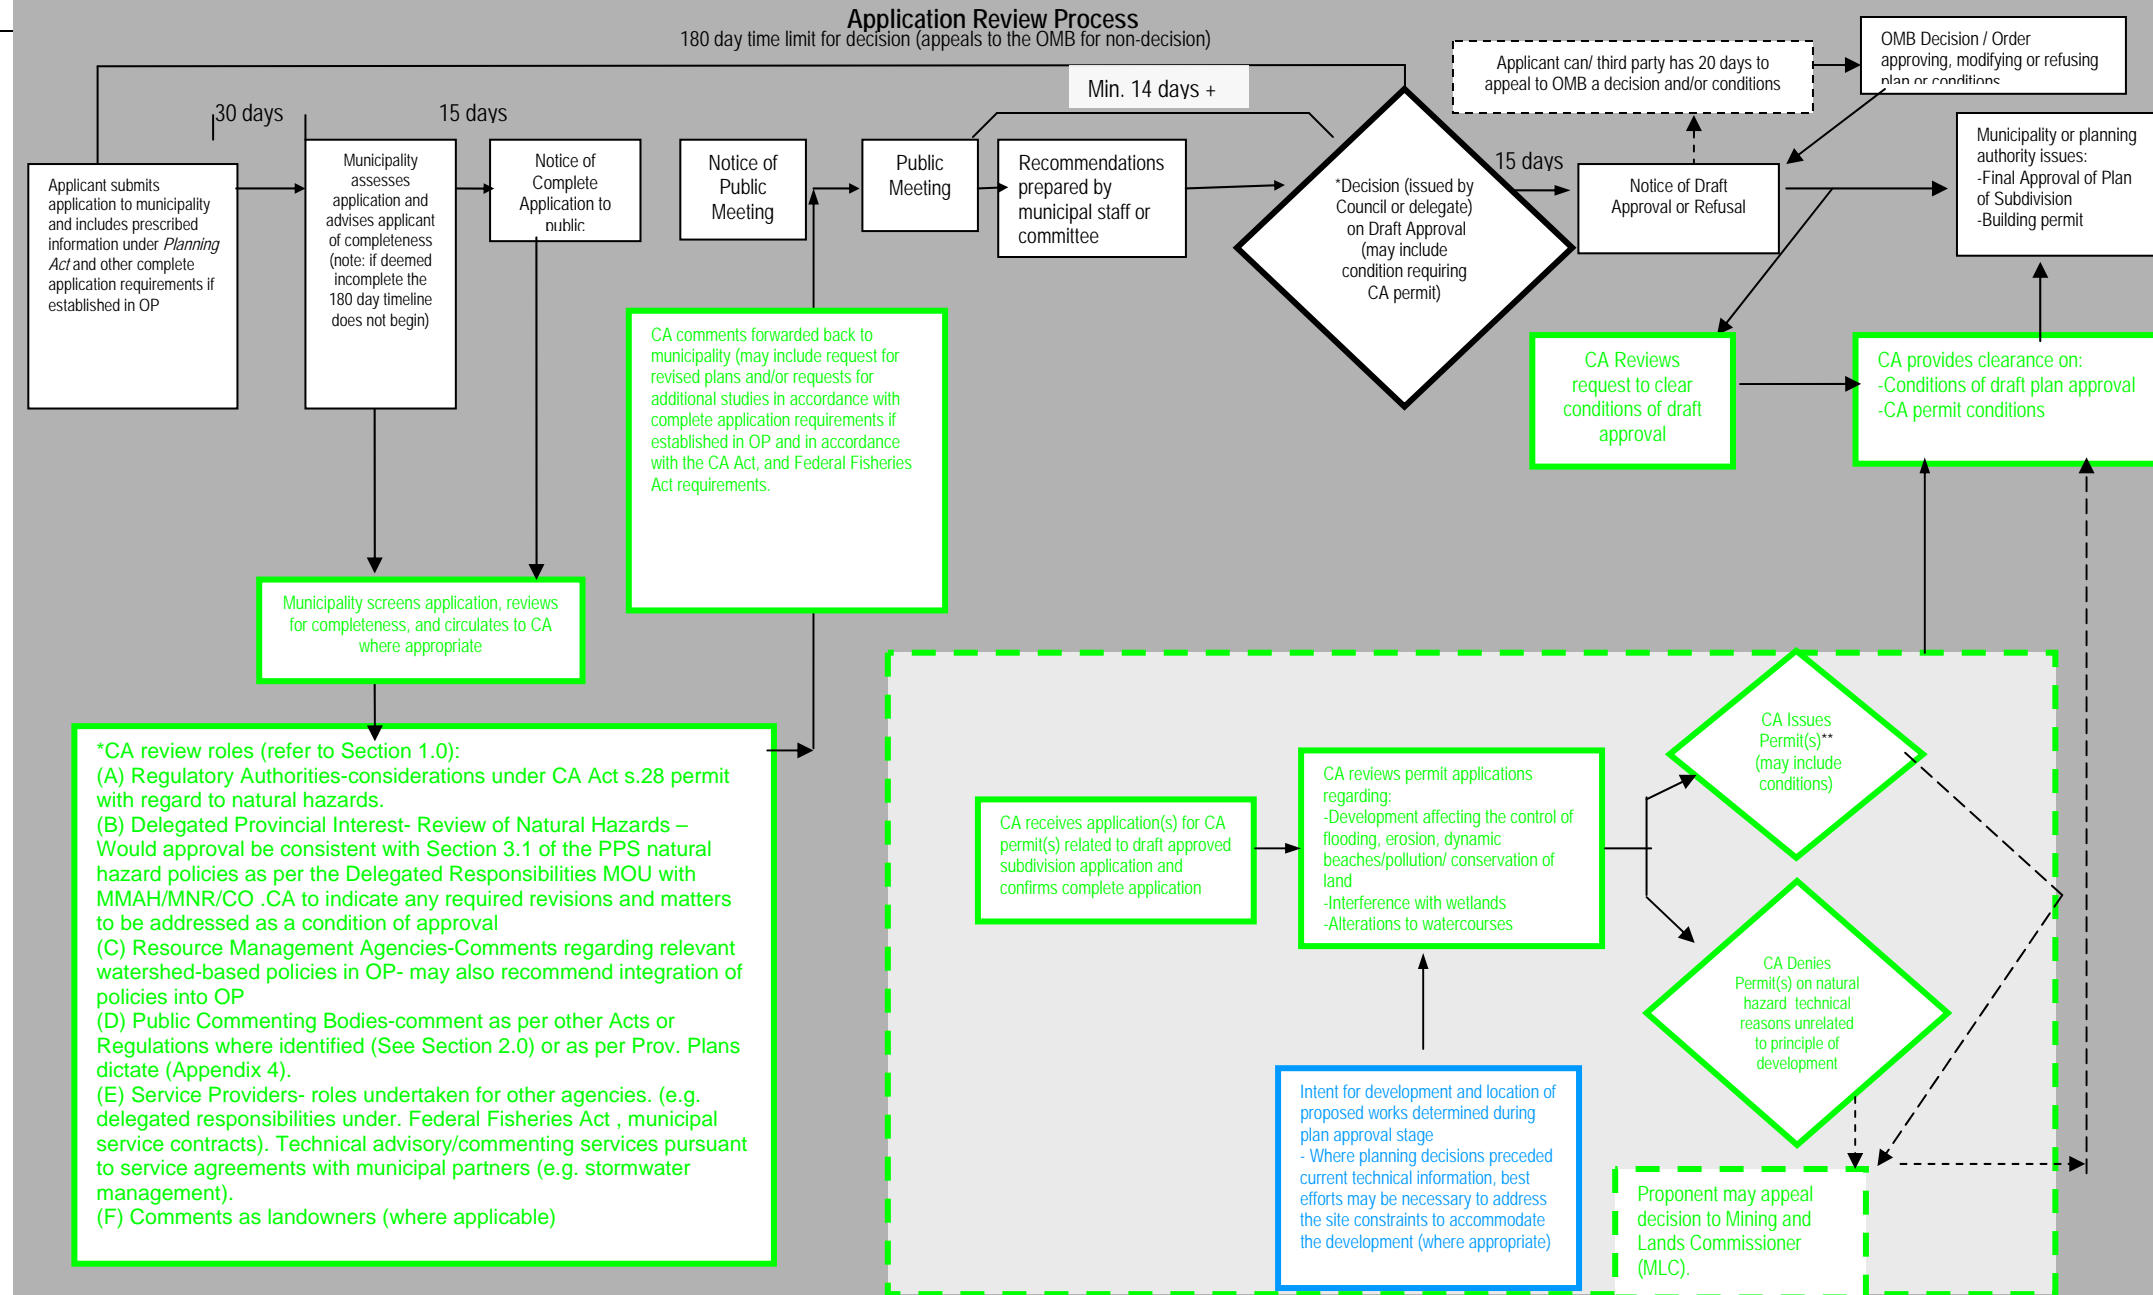 Application Review Process
180 day time limit for decision (appeals to the OMB for non-decision)
30 days
15 days
Min. 14 days +
15 days
Applicant submits
application to municipality
and includes prescribed
information under Planning
Act and other complete
application requirements if
established in OP
Municipality
assesses
application and
advises applicant
of completeness
(note: if deemed
incomplete the
180 day timeline
does not begin)
Notice of
Complete
Application to
public
Notice of
Public
Meeting
Public
Meeting
Recommendations
prepared by
municipal staff or
committee
*Decision (issued by
Council or delegate)
on Draft Approval
(may include
condition requiring
CA permit)
Applicant can/ third party has 20 days to
appeal to OMB a decision and/or conditions
OMB Decision / Order
approving, modifying or refusing
plan or conditions
Notice of Draft
Approval or Refusal
Municipality or planning
authority issues:
-Final Approval of Plan
of Subdivision
-Building permit
CA comments forwarded back to
municipality (may include request for
revised plans and/or requests for
additional studies in accordance with
complete application requirements if
established in OP and in accordance
with the CA Act, and Federal Fisheries
Act requirements.
CA Reviews
request to clear
conditions of draft
approval
CA provides clearance on:
-Conditions of draft plan approval
-CA permit conditions
Municipality screens application, reviews
for completeness, and circulates to CA
where appropriate
*CA review roles (refer to Section 1.0):
(A) Regulatory Authorities-considerations under CA Act s.28 permit
with regard to natural hazards.
(B) Delegated Provincial Interest- Review of Natural Hazards –
Would approval be consistent with Section 3.1 of the PPS natural
hazard policies as per the Delegated Responsibilities MOU with
MMAH/MNR/CO .CA to indicate any required revisions and matters
to be addressed as a condition of approval
(C) Resource Management Agencies-Comments regarding relevant
watershed-based policies in OP- may also recommend integration of
policies into OP
(D) Public Commenting Bodies-comment as per other Acts or
Regulations where identified (See Section 2.0) or as per Prov. Plans
dictate (Appendix 4).
(E) Service Providers- roles undertaken for other agencies. (e.g.
delegated responsibilities under. Federal Fisheries Act , municipal
service contracts). Technical advisory/commenting services pursuant
to service agreements with municipal partners (e.g. stormwater
management).
(F) Comments as landowners (where applicable)
CA receives application(s) for CA
permit(s) related to draft approved
subdivision application and
confirms complete application
CA reviews permit applications
regarding:
-Development affecting the control of
flooding, erosion, dynamic
beaches/pollution/ conservation of
land
-Interference with wetlands
-Alterations to watercourses
CA Issues
Permit(s)**
(may include
conditions)
CA Denies
Permit(s) on natural
hazard technical
reasons unrelated
to principle of
development
Intent for development and location of
proposed works determined during
plan approval stage
- Where planning decisions preceded
current technical information, best
efforts may be necessary to address
the site constraints to accommodate
the development (where appropriate)
Proponent may appeal
decision to Mining and
Lands Commissioner
(MLC).